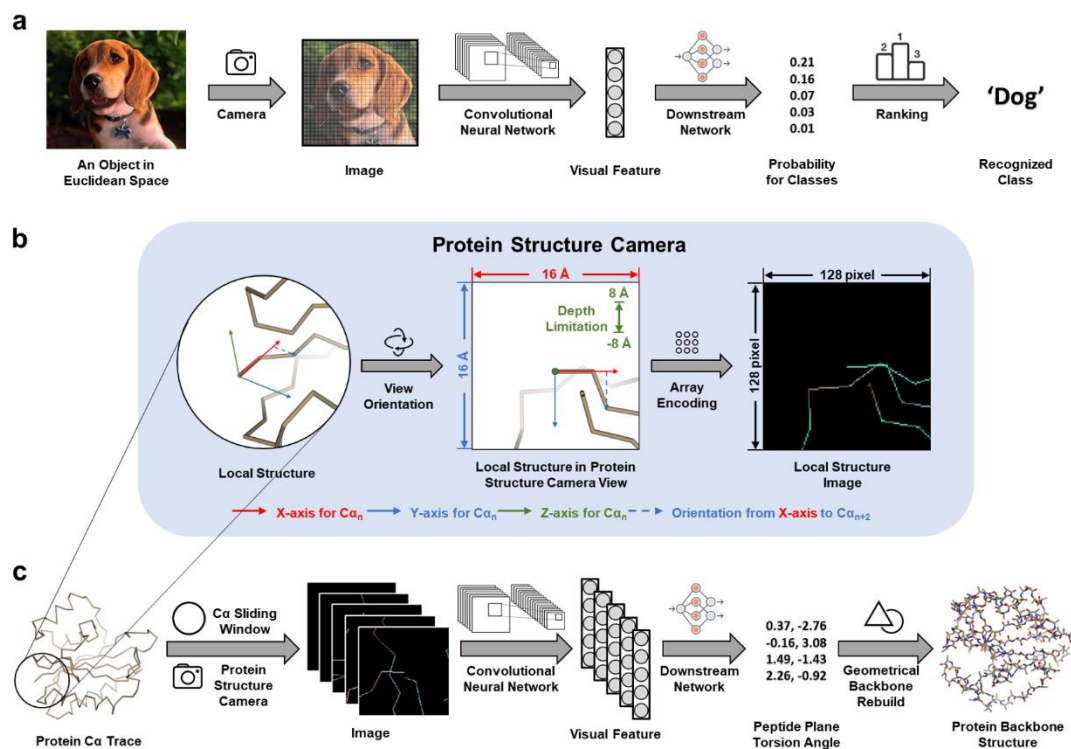 a
Camera
Convolutional
Neural Network
Downstream
Network
0.21
0.16
0.07
0.03
0.01
2 1 3
Ranking
'Dog'
An Object in
Euclidean Space
Image
Visual Feature
Probability
for Classes
Recognized
Class
b
Protein Structure Camera
16 Å
16 Å
8 Å
Depth
Limitation
-8 Å
128 pixel
128 pixel
View
Orientation
Array
Encoding
Local Structure
Local Structure in Protein
Structure Camera View
Local Structure
Image
X-axis for Cαn
Y-axis for Cαn
Z-axis for Cαn
Orientation from X-axis to Cαn+2
c
Cα Sliding
Window
Protein
Structure
Camera
Convolutional
Neural Network
Downstream
Network
0.37, -2.76
-0.16, 3.08
1.49, -1.43
2.26, -0.92
Geometrical
Backbone
Rebuild
Protein Cα Trace
Image
Visual Feature
Peptide Plane
Torsion Angle
Protein Backbone
Structure